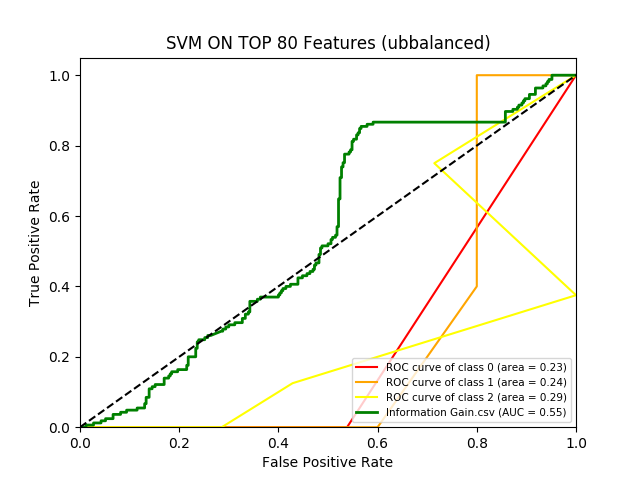 SVM ON TOP 80 Features (ubbalanced)
True Positive Rate
1.0
0.8
0.6
0.4
0.2
0.0
ROC curve of class 0 (area = 0.23)
ROC curve of class 1 (area = 0.24)
ROC curve of class 2 (area = 0.29)
Information Gain.csv (AUC = 0.55)
0.0 0.2 0.4 0.6 0.8 1.0
False Positive Rate